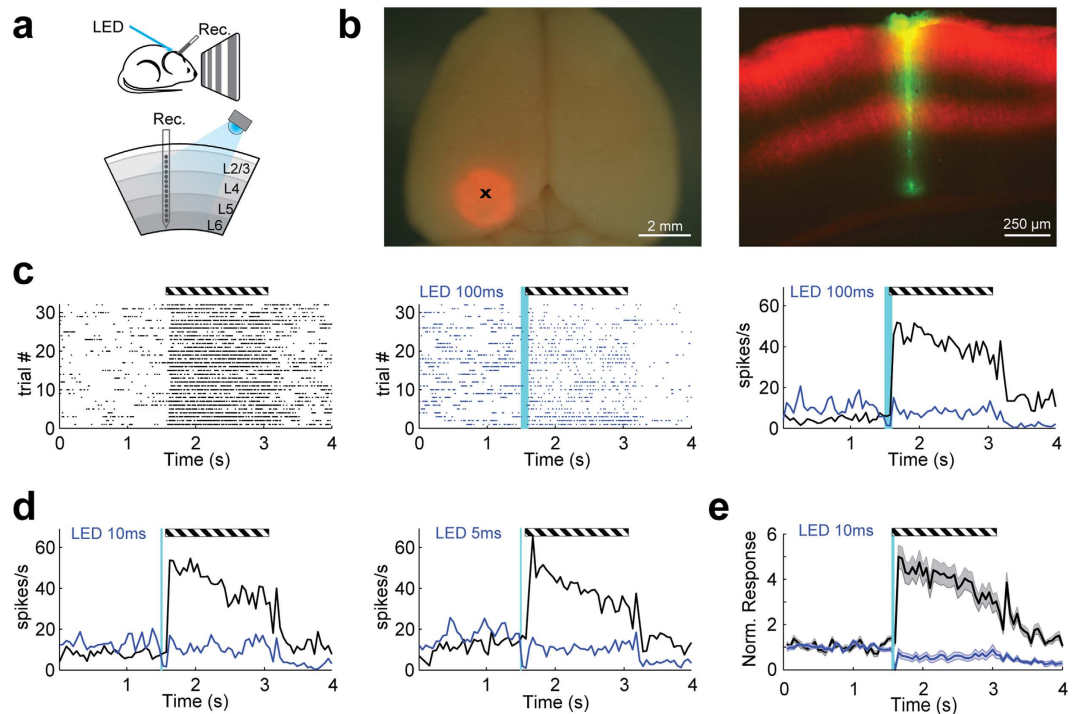 a
LED
Rec.
Rec.
L2/3
L4
L5
L6
b
x
2 mm
250 µm
c
trial #
30
20
10
0
0 1 2 3 4
Time (s)
LED 100ms
trial #
30
20
10
0
0 1 2 3 4
Time (s)
LED 100ms
spikes/s
60
40
20
0
1 2 3 4
Time (s)
d
LED 10ms
spikes/s
60
40
20
0
1 2 3 4
Time (s)
LED 5ms
spikes/s
60
40
20
0
1 2 3 4
Time (s)
e
LED 10ms
Norm. Response
6
4
2
0
0 1 2 3 4
Time (s)